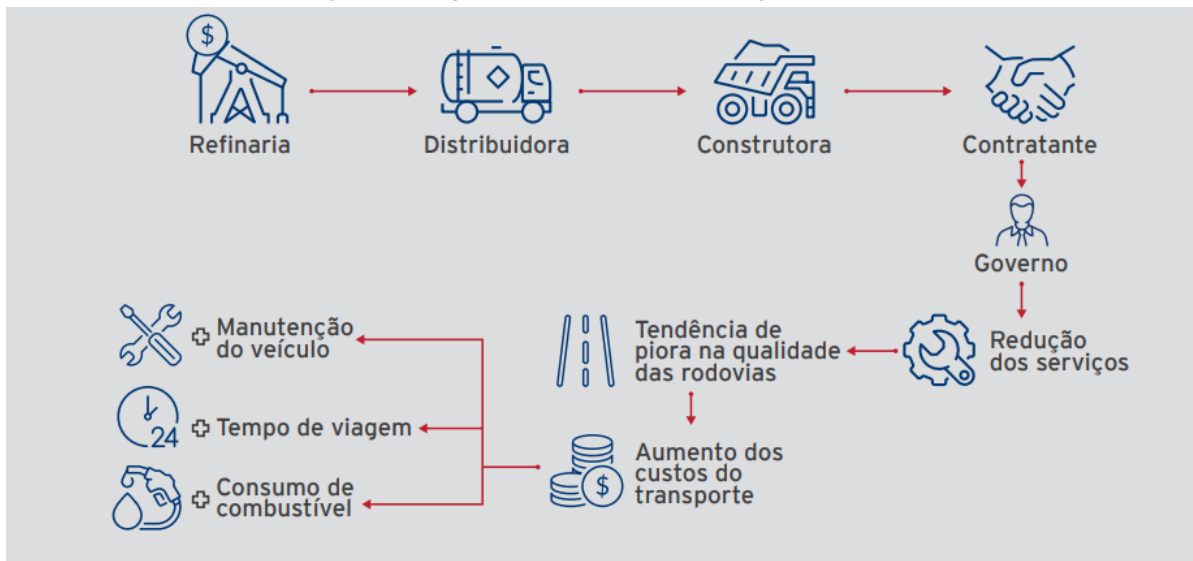 $
Refinaria
Distribuidora
Construtora
Contratante
Governo
Redução
dos serviços
Tendência de
piora na qualidade
das rodovias
Aumento dos
custos do
transporte
$
Manutenção
do veículo
24
Tempo de viagem
Consumo de
combustível